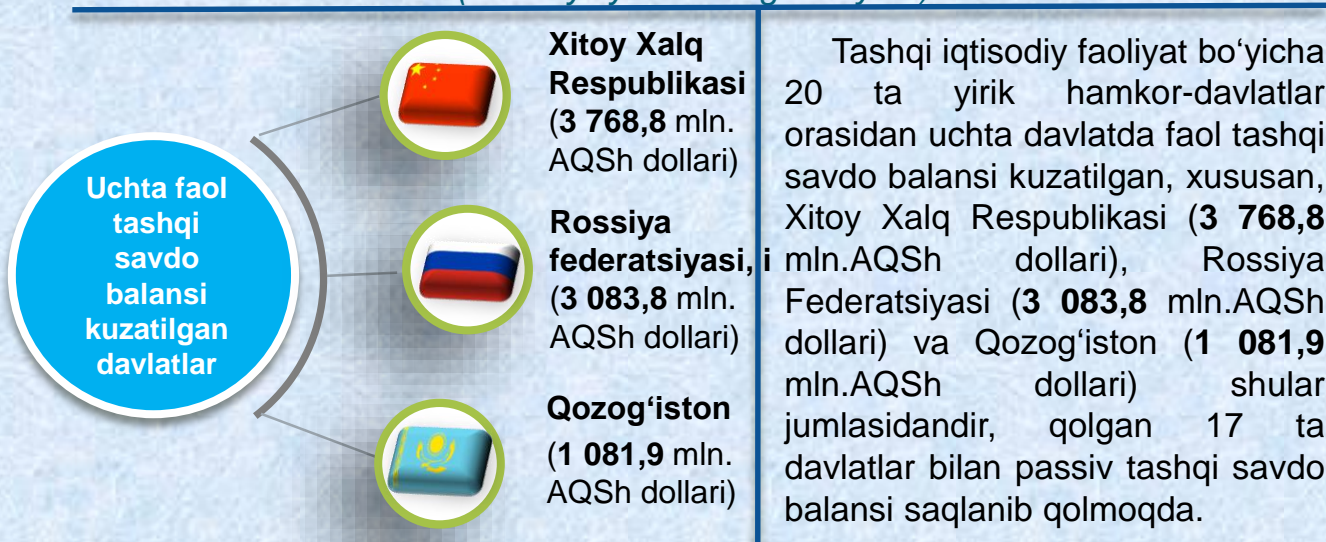 Uchta faol
tashqi
savdo
balansi
kuzatilgan
davlatlar
Xitoy Xalq
Respublikasi
(3 768,8 mln.
AQSh dollari)
Rossiya
federatsiyasi, i
(3 083,8 mln.
AQSh dollari)
Qozog‘iston
(1 081,9 mln.
AQSh dollari)
Tashqi iqtisodiy faoliyat bo‘yicha
20 ta yirik hamkor-davlatlar
orasidan uchta davlatda faol tashqi
savdo balansi kuzatilgan, xususan,
Xitoy Xalq Respublikasi (3 768,8
mln.AQSh dollari), Rossiya
Federatsiyasi (3 083,8 mln.AQSh
dollari) va Qozog‘iston (1 081,9
mln.AQSh dollari) shular
jumlasidandir, qolgan 17 ta
davlatlar bilan passiv tashqi savdo
balansi saqlanib qolmoqda.